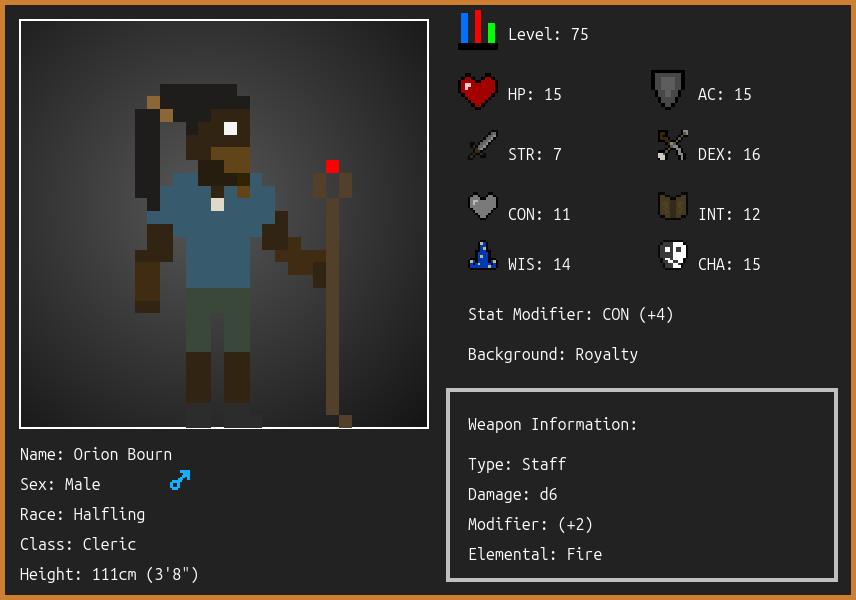 Level: 75
HP: 15
AC: 15
STR: 7
DEX: 16
CON: 11
INT: 12
WIS: 14
CHA: 15
Stat Modifier: CON (+4)
Background: Royalty
Weapon Information:
Type: Staff
Damage: d6
Modifier: (+2)
Elemental: Fire
Name: Orion Bourn
Sex: Male
Race: Halfling
Class: Cleric
Height: 111cm (3'8")